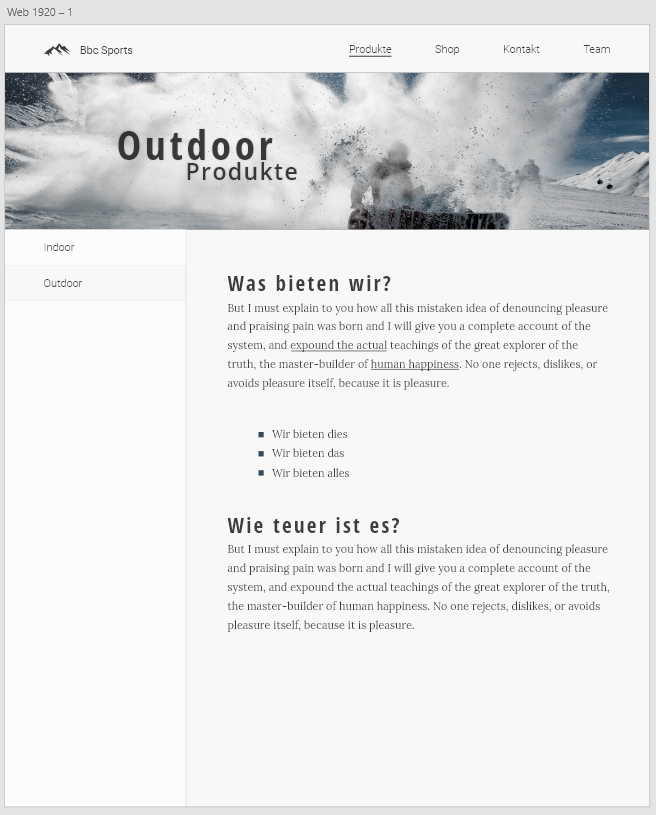 Web 1920 – 1
Bbc Sports
Produkte
Shop
Kontakt
Team
Outdoor
Produkte
Indoor
Outdoor
Was bieten wir?
But I must explain to you how all this mistaken idea of denouncing pleasure
and praising pain was born and I will give you a complete account of the
system, and expound the actual teachings of the great explorer of the
truth, the master-builder of human happiness. No one rejects, dislikes, or
avoids pleasure itself, because it is pleasure.
Wir bieten dies
Wir bieten das
Wir bieten alles
Wie teuer ist es?
But I must explain to you how all this mistaken idea of denouncing pleasure
and praising pain was born and I will give you a complete account of the
system, and expound the actual teachings of the great explorer of the truth,
the master-builder of human happiness. No one rejects, dislikes, or avoids
pleasure itself, because it is pleasure.